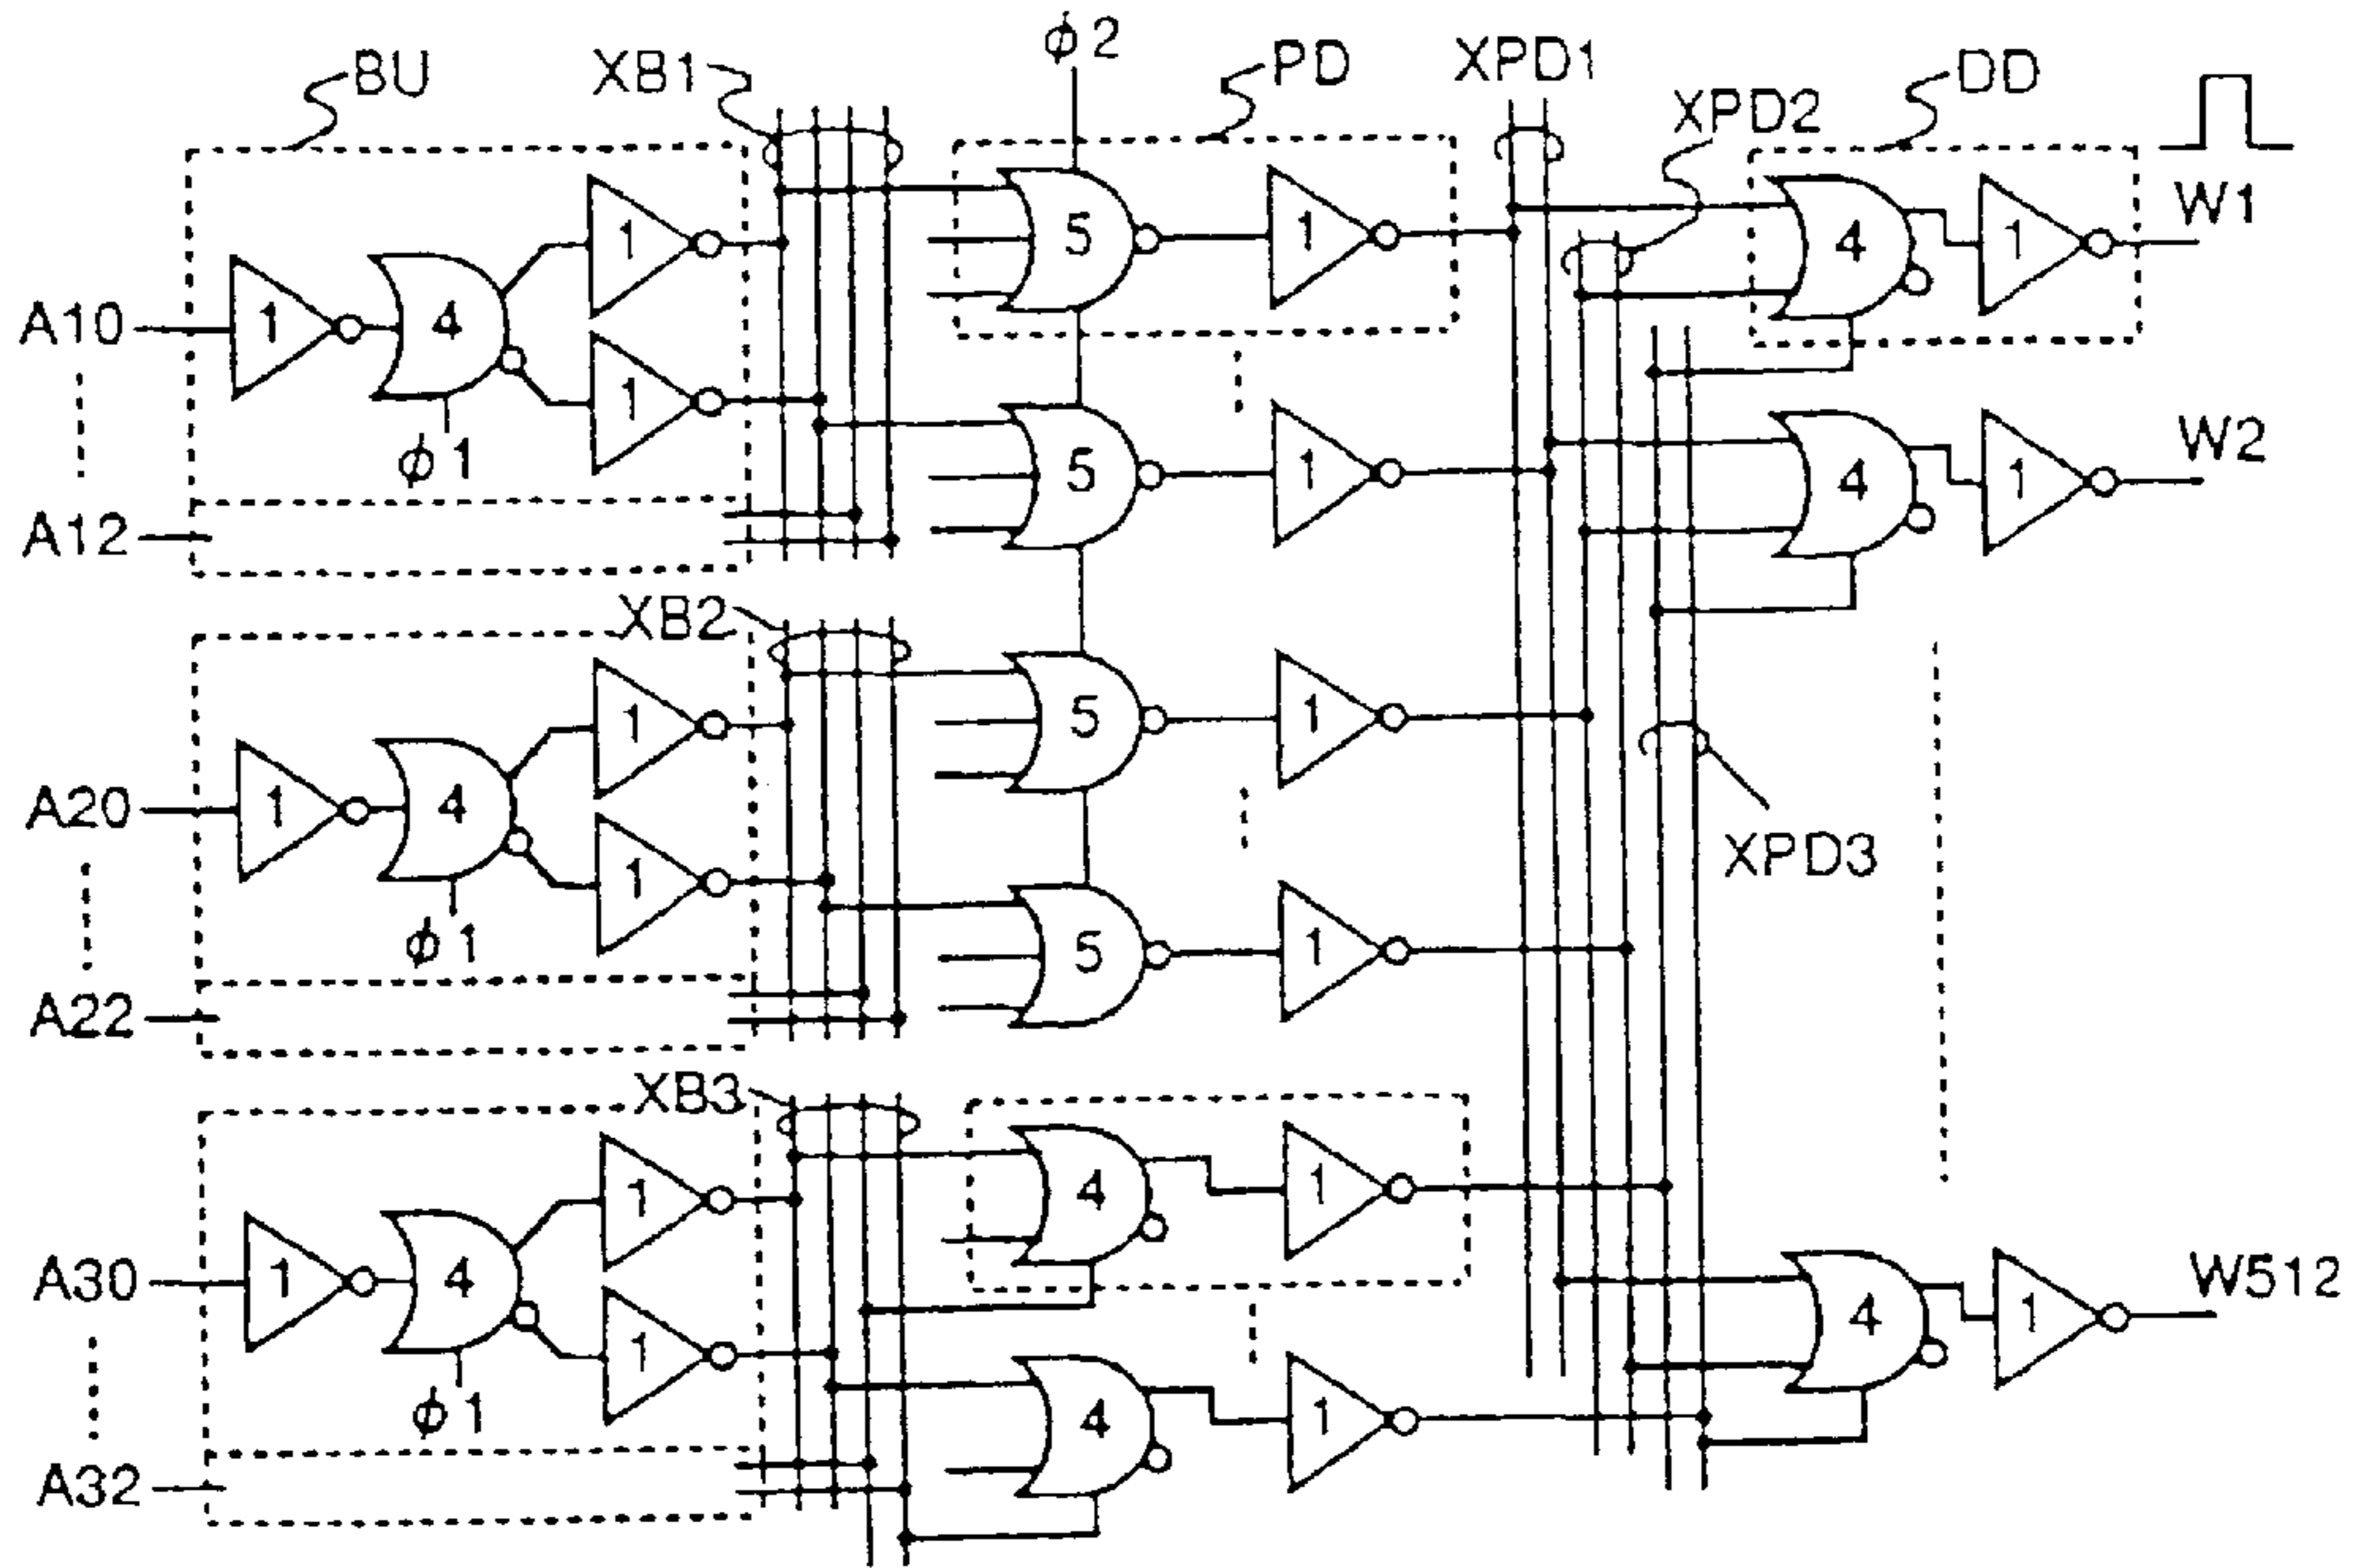 BU XB1 ϕ2 PD XPD1 XPD2 DD
1 5 1 4 1 W1
A10 1 4 1
ϕ1
A12 5 1 4 1 W2
XB2
1 5 1
A20 1 4 1 XPD3
ϕ1
A22 5 1
XB3
1 4 1
A30 1 4 1 4 1 W512
ϕ1
A32 4 1